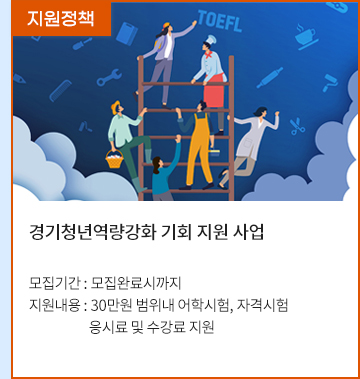 지원정책
TOEFL
경기청년역량강화 기회 지원 사업
모집기간 : 모집완료시까지
지원내용 : 30만원 범위내 어학시험, 자격시험
응시료 및 수강료 지원